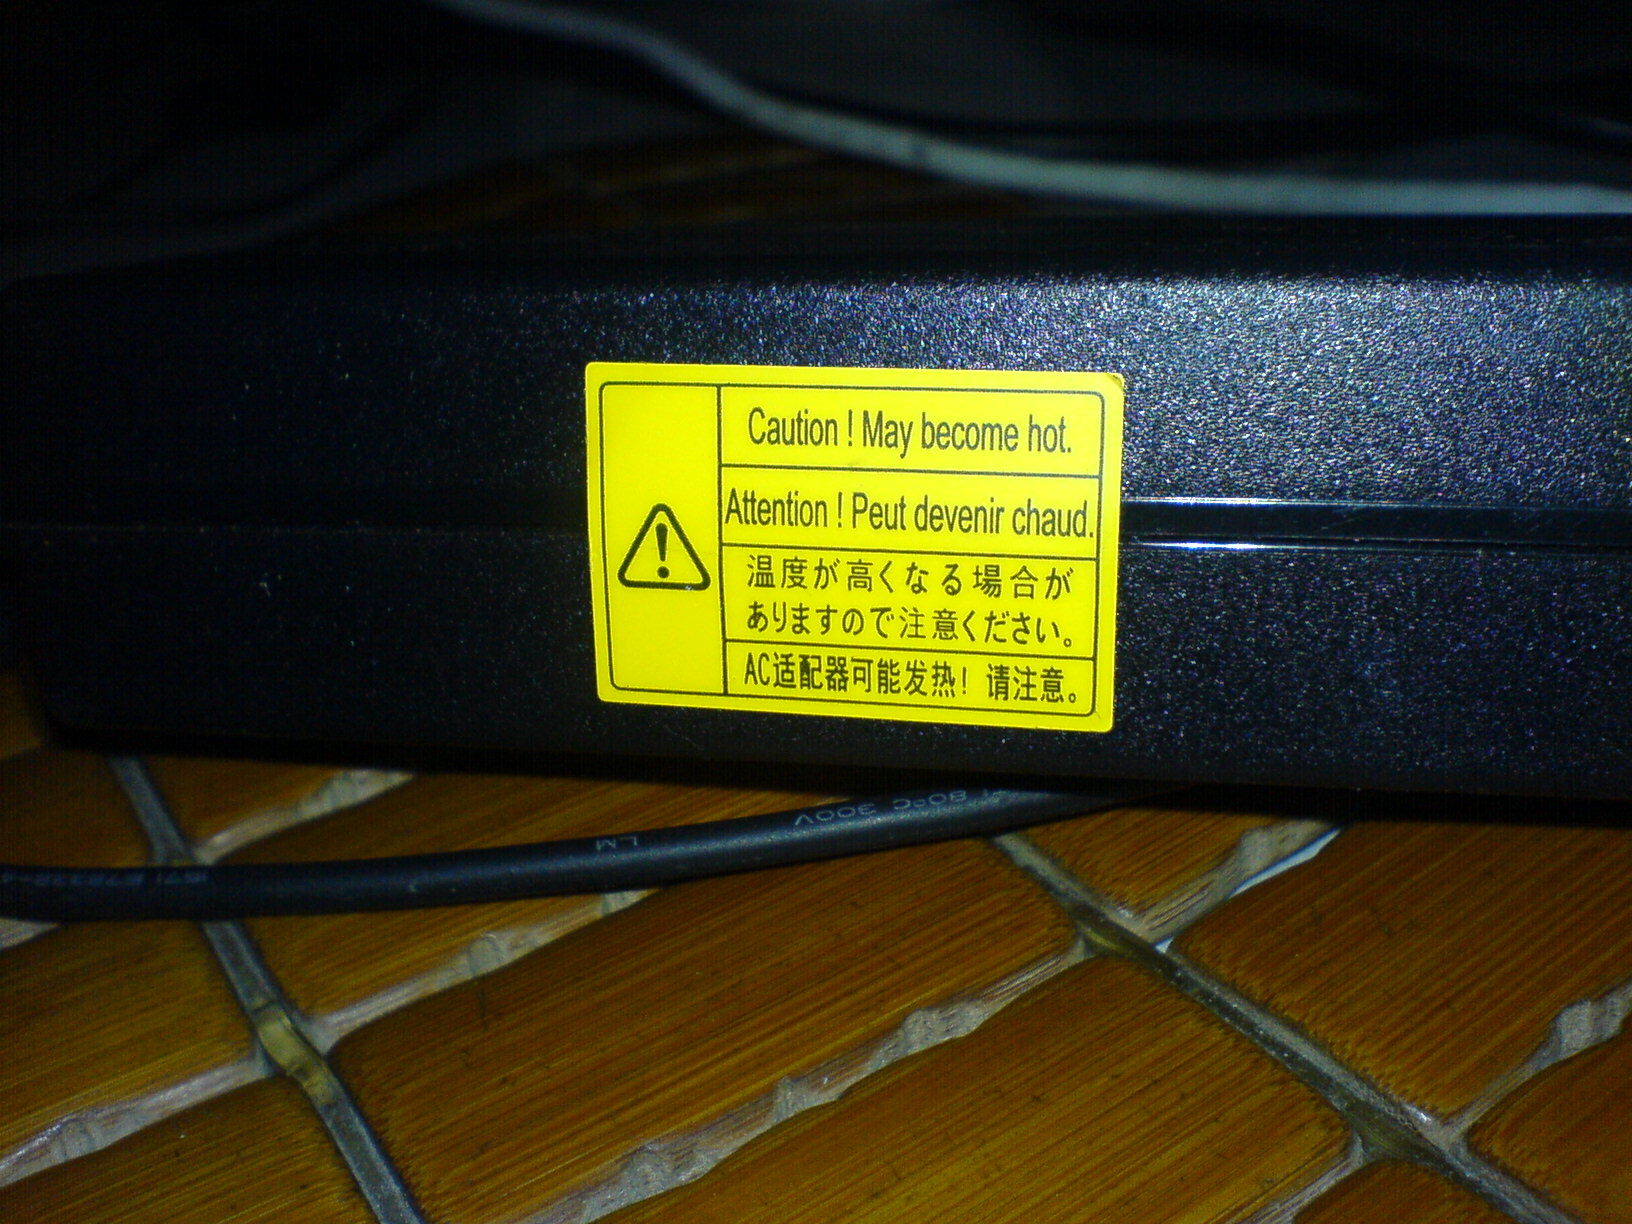 Caution ! May become hot.
Attention ! Peut devenir chaud.
温度が高くなる場合が
ありますので注意ください。
AC适配器可能发热！请注意。
80°C 300V
LM